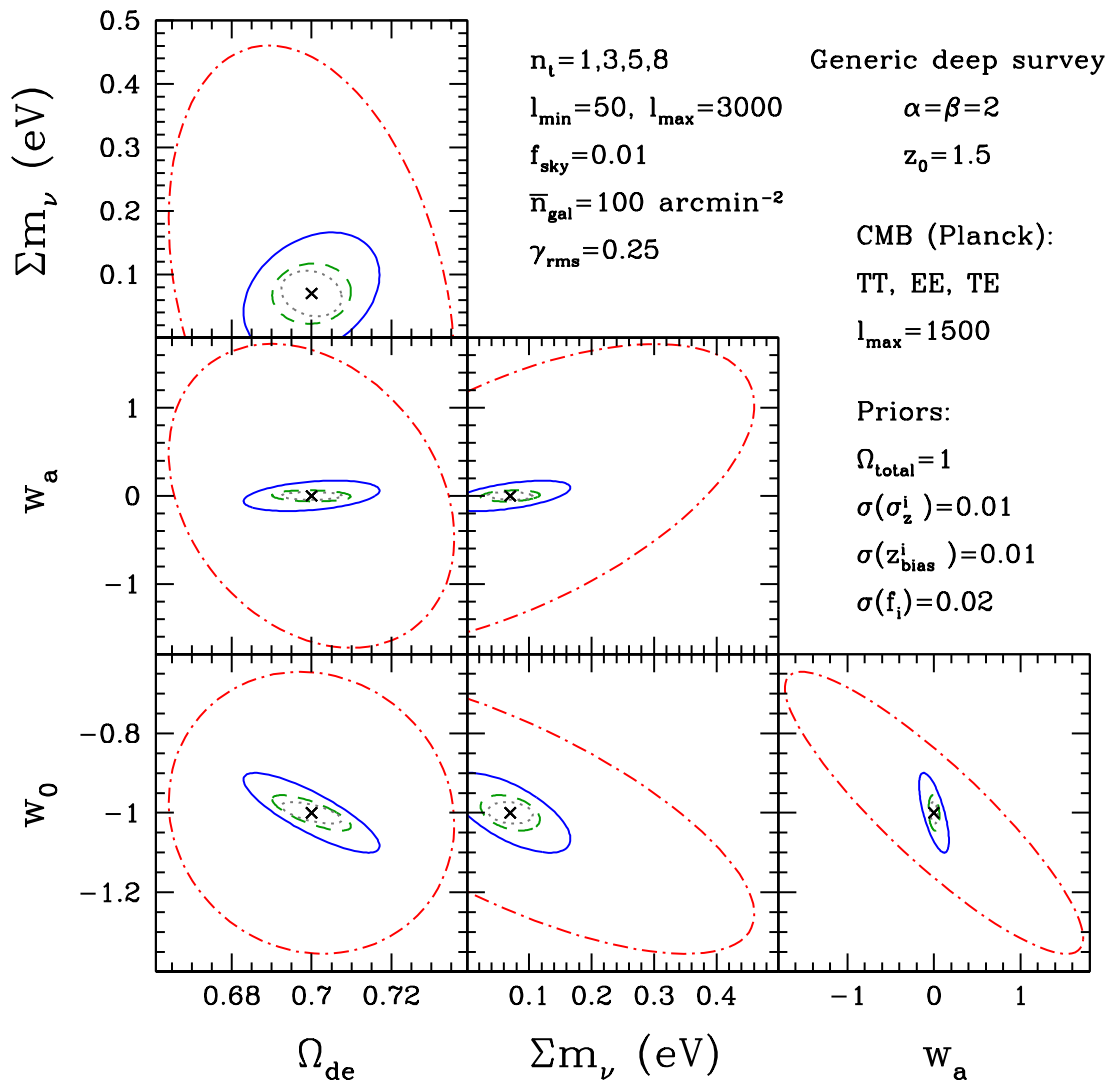 0.5
0.4
0.3
0.2
0.1
Σm_ν (eV)
n_t=1,3,5,8
l_min=50, l_max=3000
f_sky=0.01
n̅_gal=100 arcmin⁻²
γ_rms=0.25
Generic deep survey
α=β=2
z_0=1.5
CMB (Planck):
TT, EE, TE
l_max=1500
Priors:
Ω_total=1
σ(σ_z^i)=0.01
σ(z_bias^i)=0.01
σ(f_i)=0.02
1
0
−1
w_a
−0.8
−1
−1.2
w_0
0.68 0.7 0.72
0.1 0.2 0.3 0.4
−1 0 1
Ω_de
Σm_ν (eV)
w_a